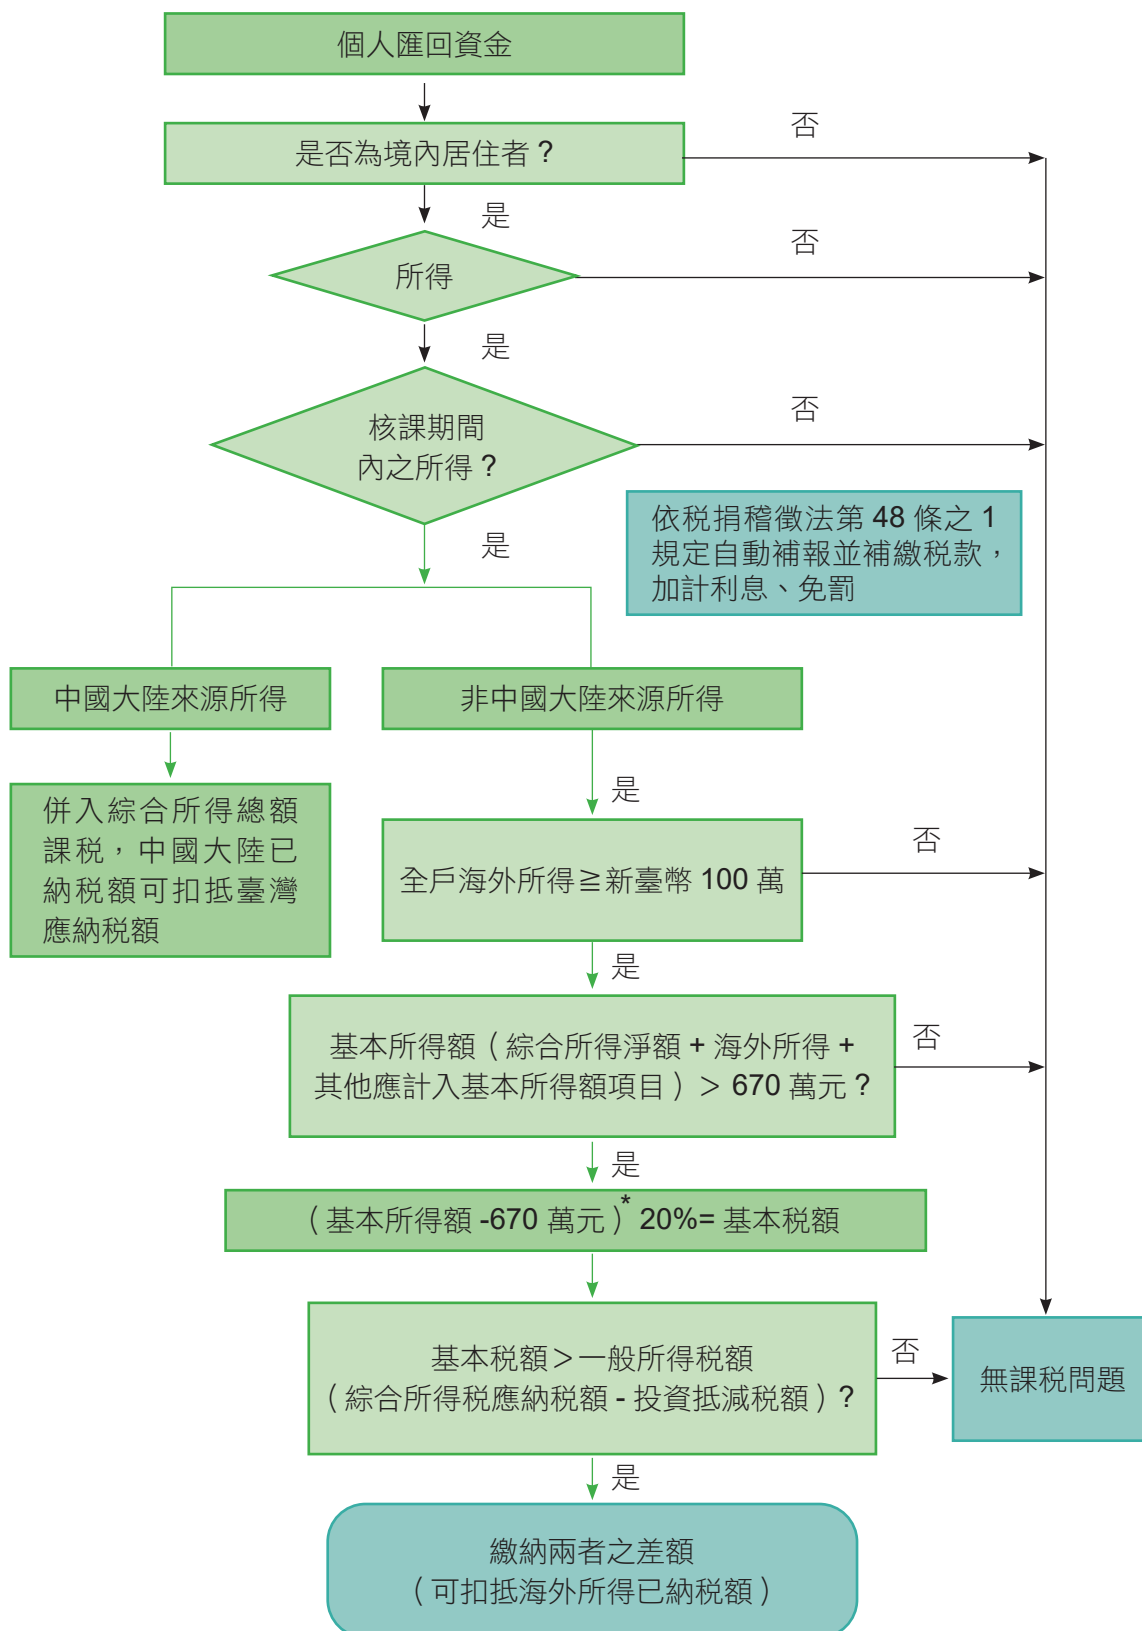 個人匯回資金
是否為境內居住者？
否
是
所得
否
是
核課期間
內之所得？
否
是
依稅捐稽徵法第 48 條之 1
規定自動補報並補繳稅款，
加計利息、免罰
中國大陸來源所得
非中國大陸來源所得
併入綜合所得總額
課稅，中國大陸已
納稅額可扣抵臺灣
應納稅額
是
全戶海外所得≧新臺幣 100 萬
否
是
基本所得額（綜合所得淨額 + 海外所得 +
其他應計入基本所得額項目）＞ 670 萬元？
否
是
（基本所得額 -670 萬元）* 20%= 基本稅額
基本稅額＞一般所得稅額
（綜合所得稅應納稅額 - 投資抵減稅額）？
否
無課稅問題
是
繳納兩者之差額
（可扣抵海外所得已納稅額）